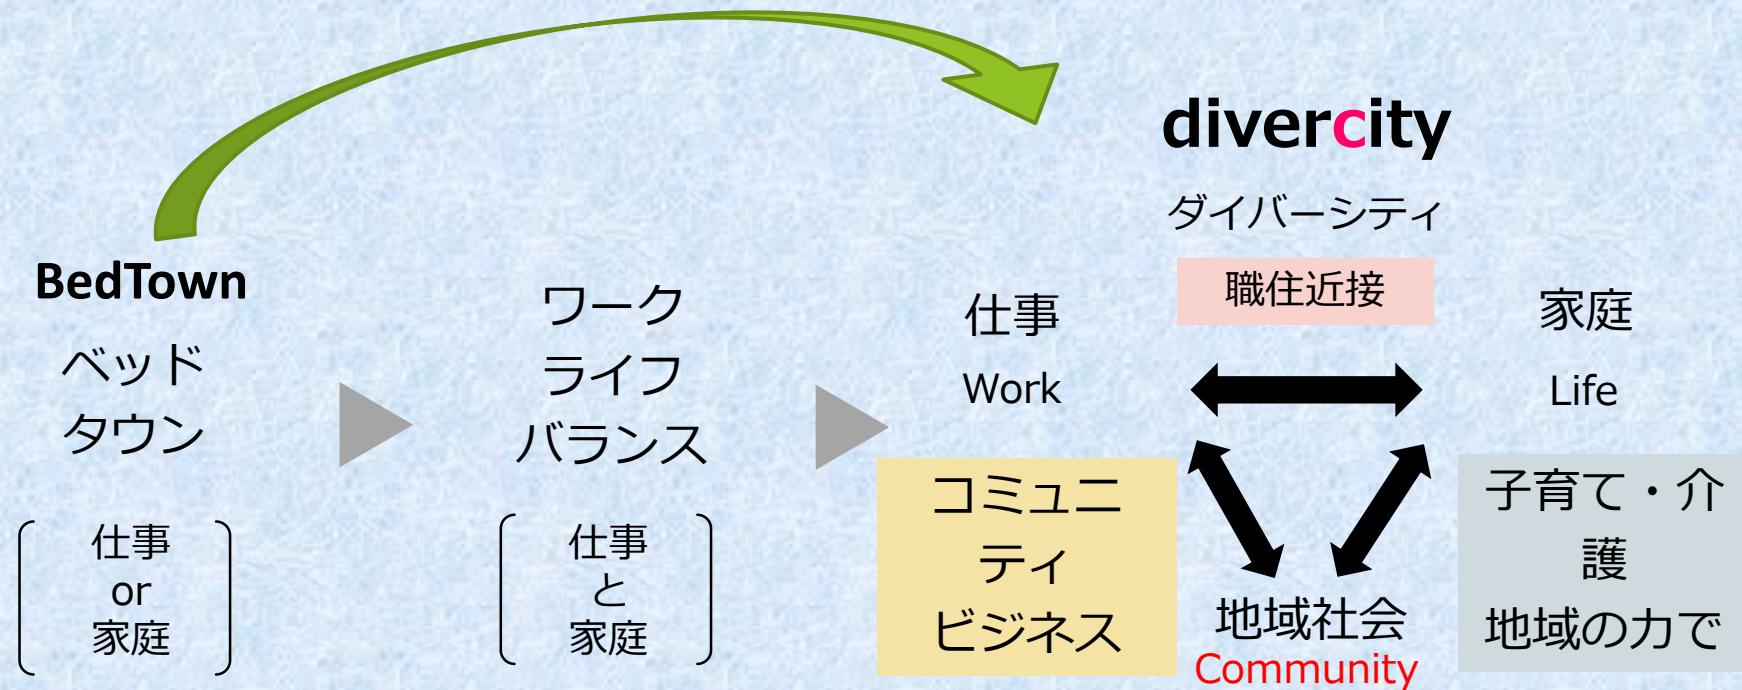 BedTown
ベッド
タウン
仕事
or
家庭
ワーク
ライフ
バランス
仕事
と
家庭
divercity
ダイバーシティ
職住近接
仕事
Work
家庭
Life
コミュニ
ティ
ビジネス
地域社会
Community
子育て・介
護
地域の力で